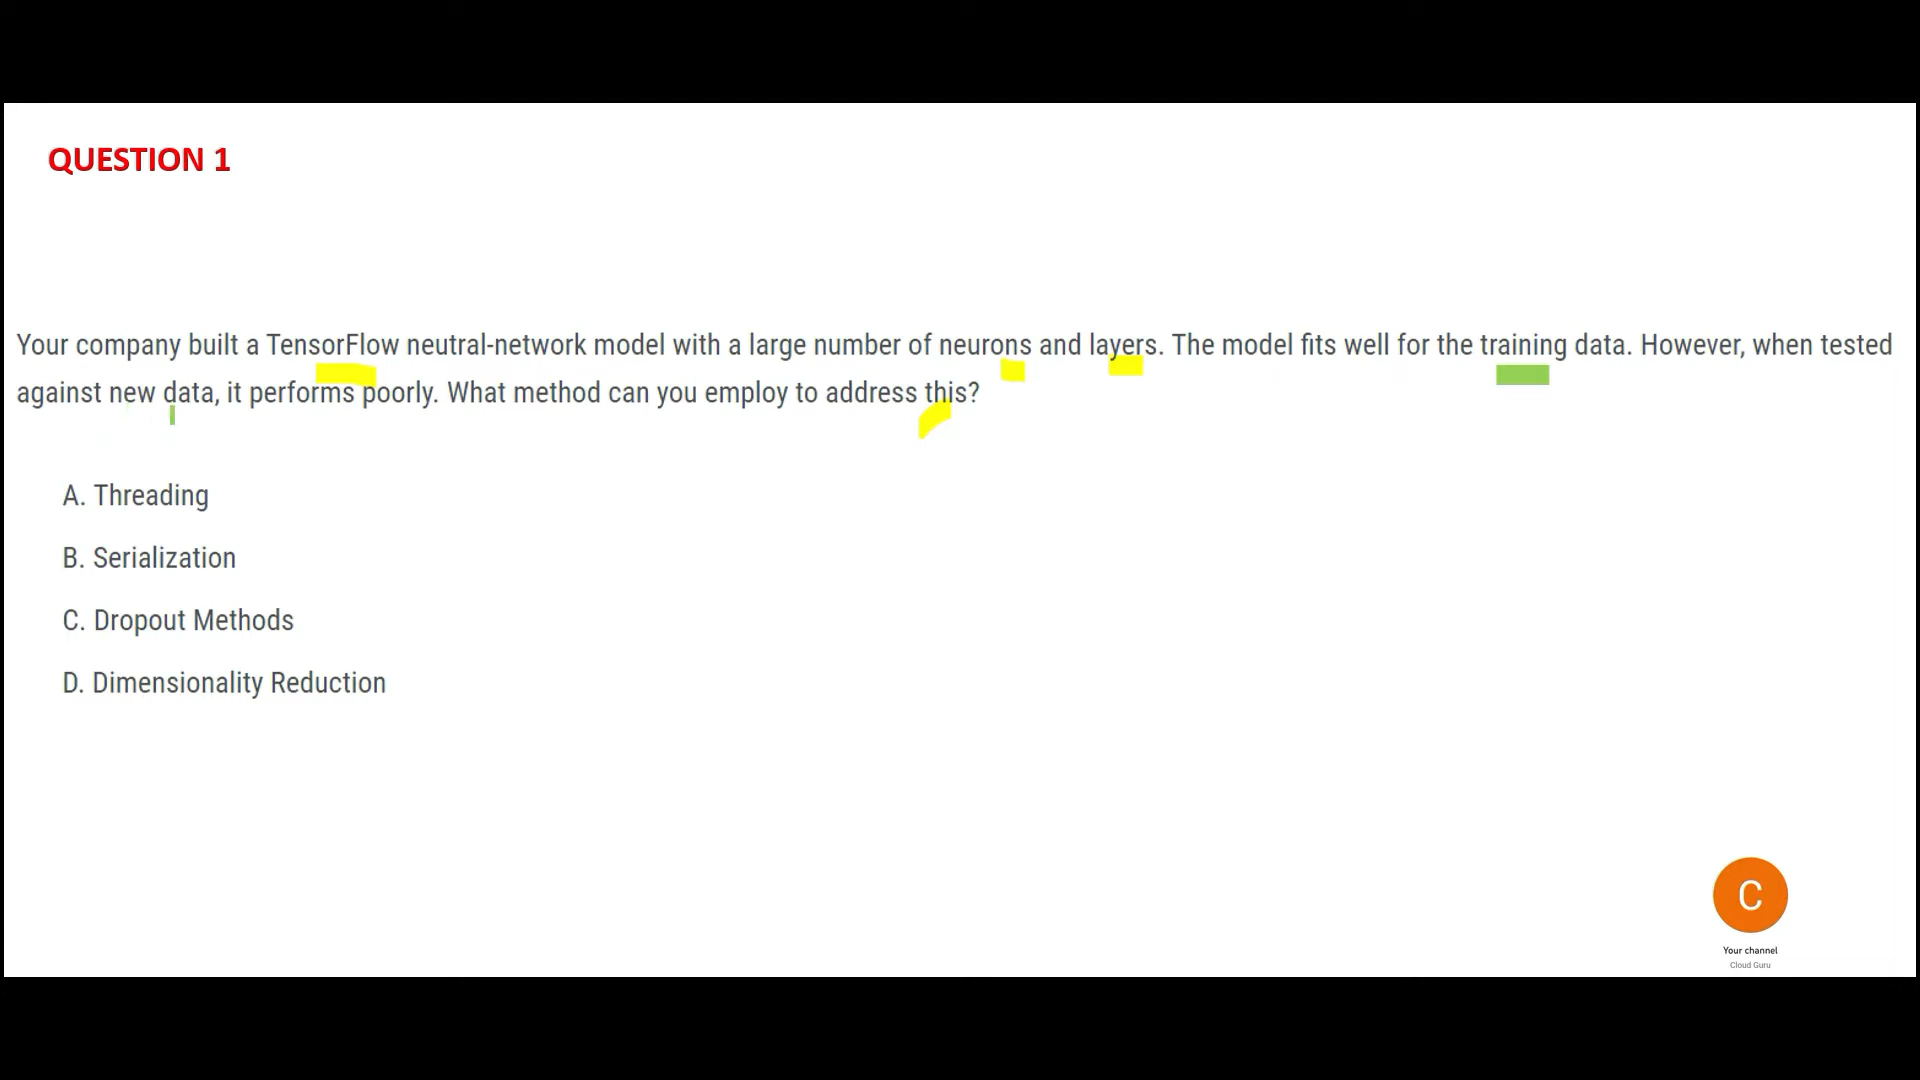 QUESTION 1
Your company built a TensorFlow neutral-network model with a large number of neurons and layers. The model fits well for the training data. However, when tested
against new data, it performs poorly. What method can you employ to address this?
A. Threading
B. Serialization
C. Dropout Methods
D. Dimensionality Reduction
C
Your channel
Cloud Guru